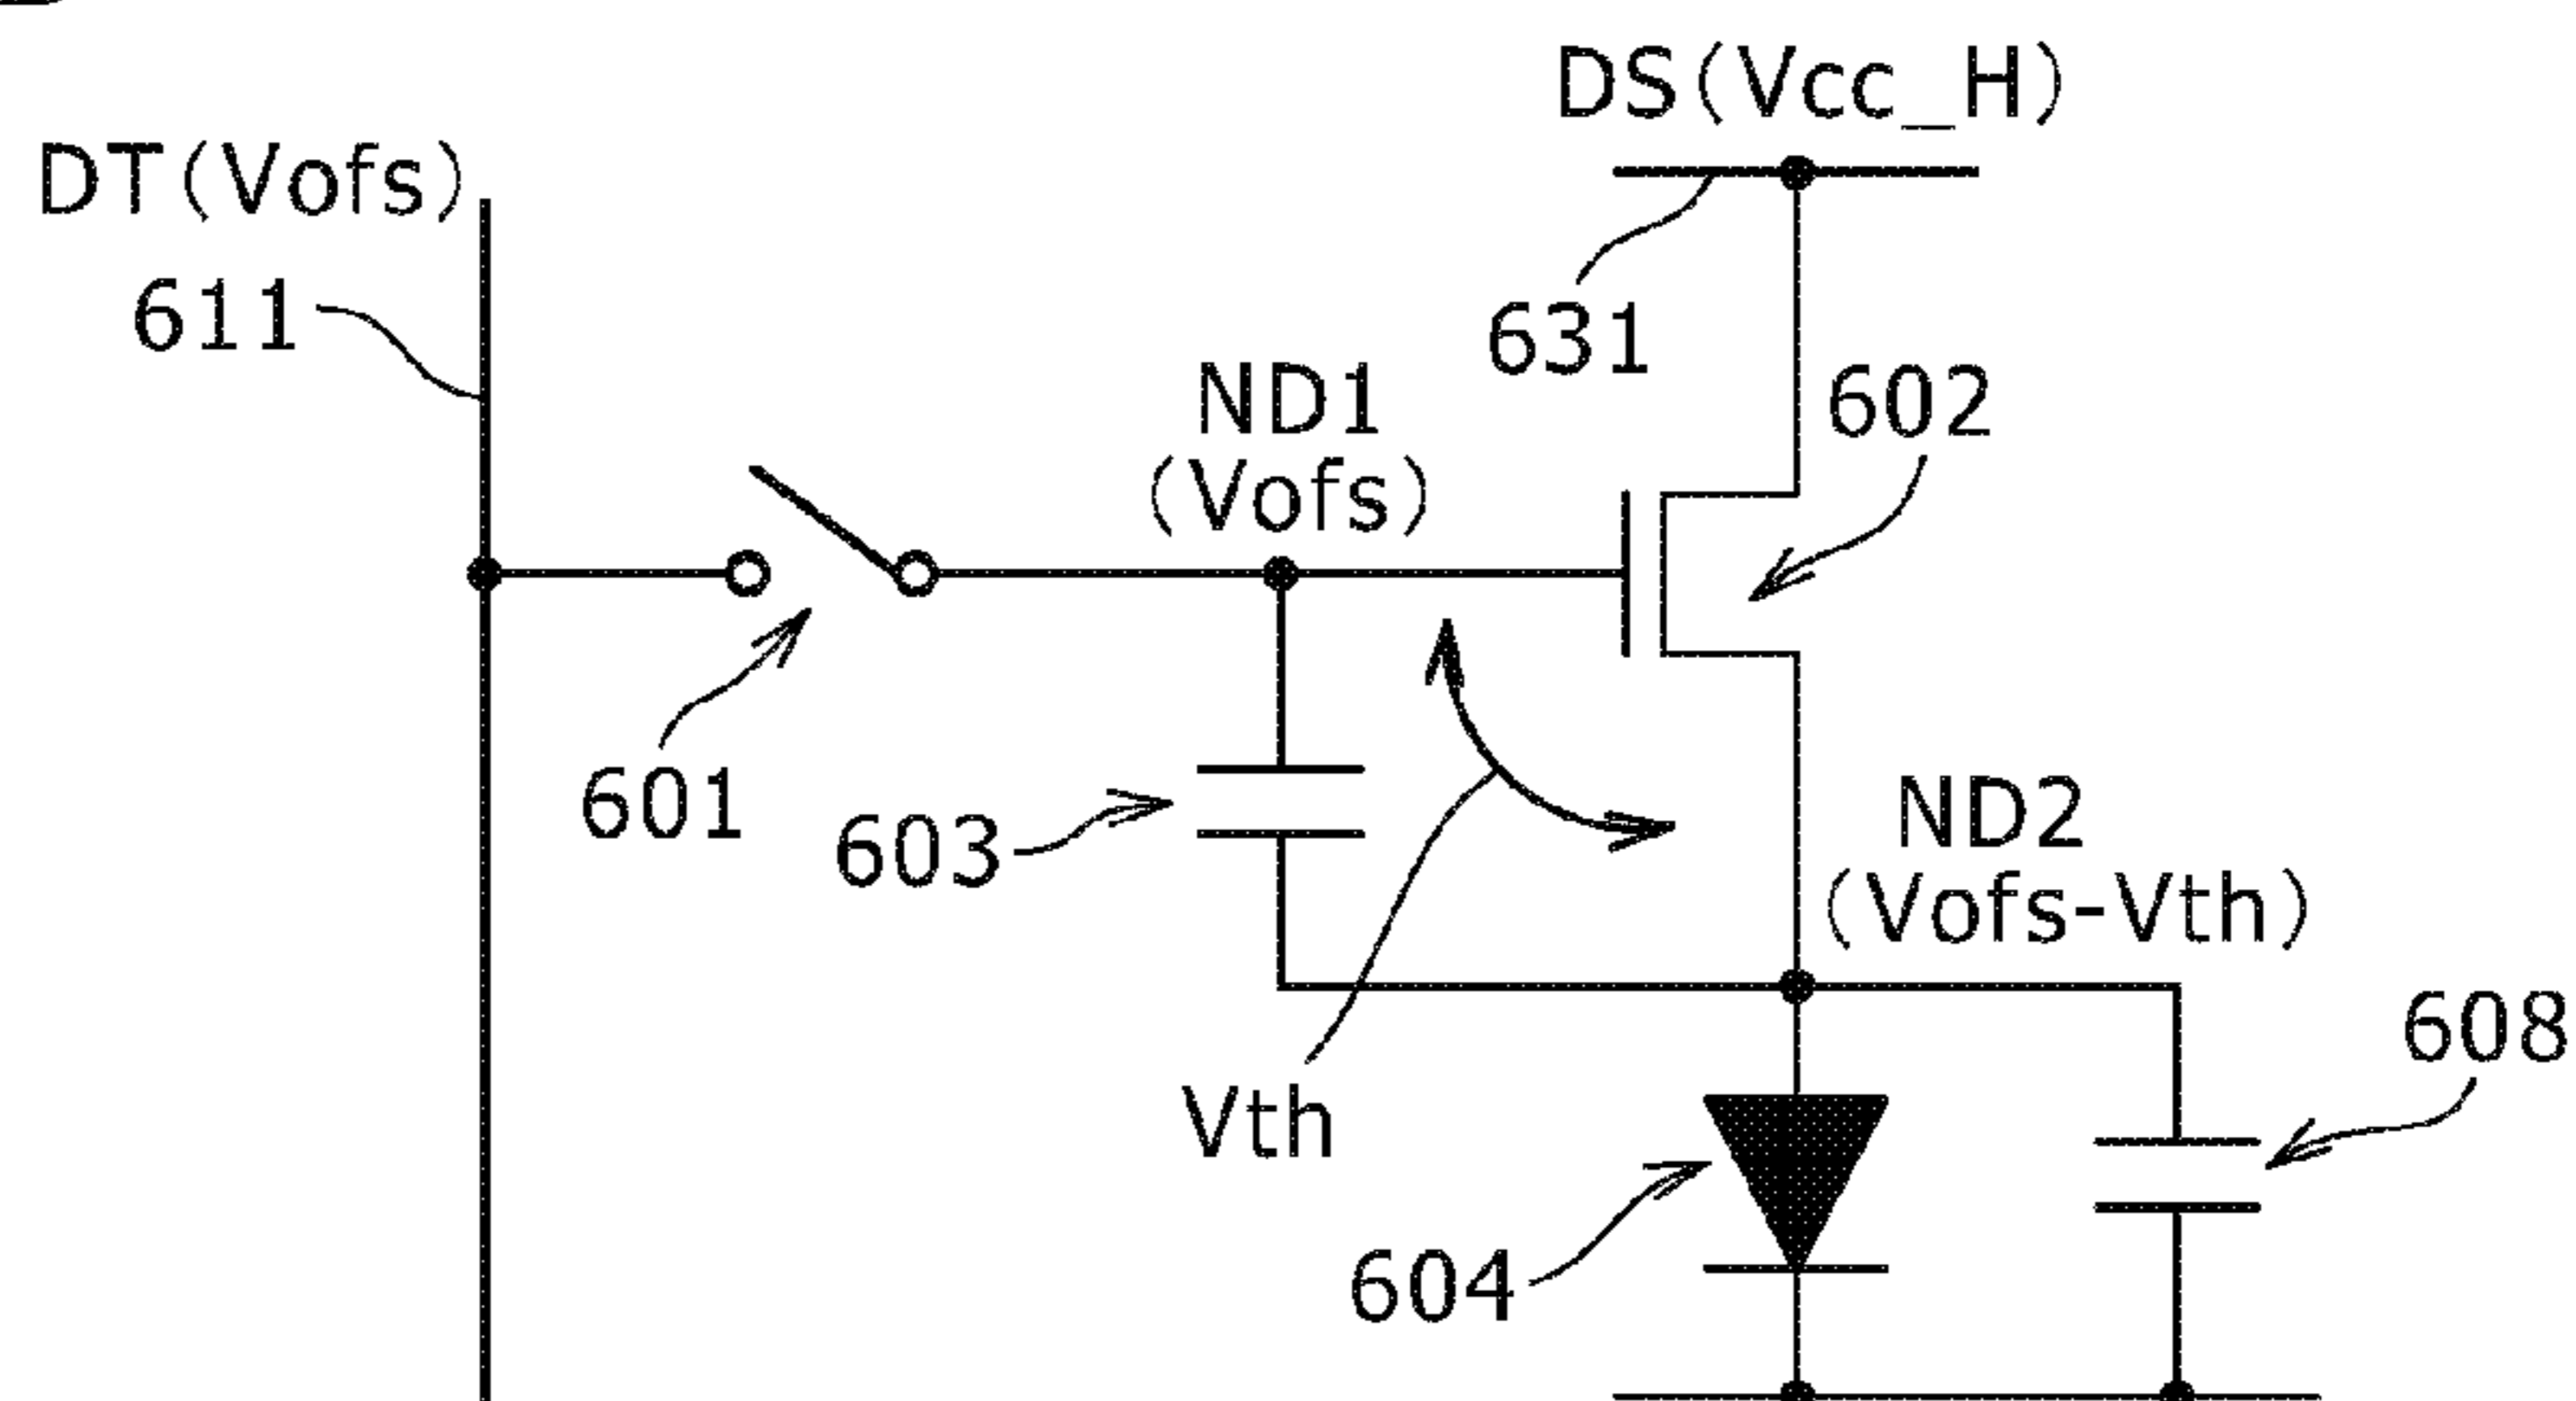 DS(Vcc_H)
DT(Vofs)
611
631
ND1
(Vofs)
602
601
603
ND2
(Vofs-Vth)
608
Vth
604